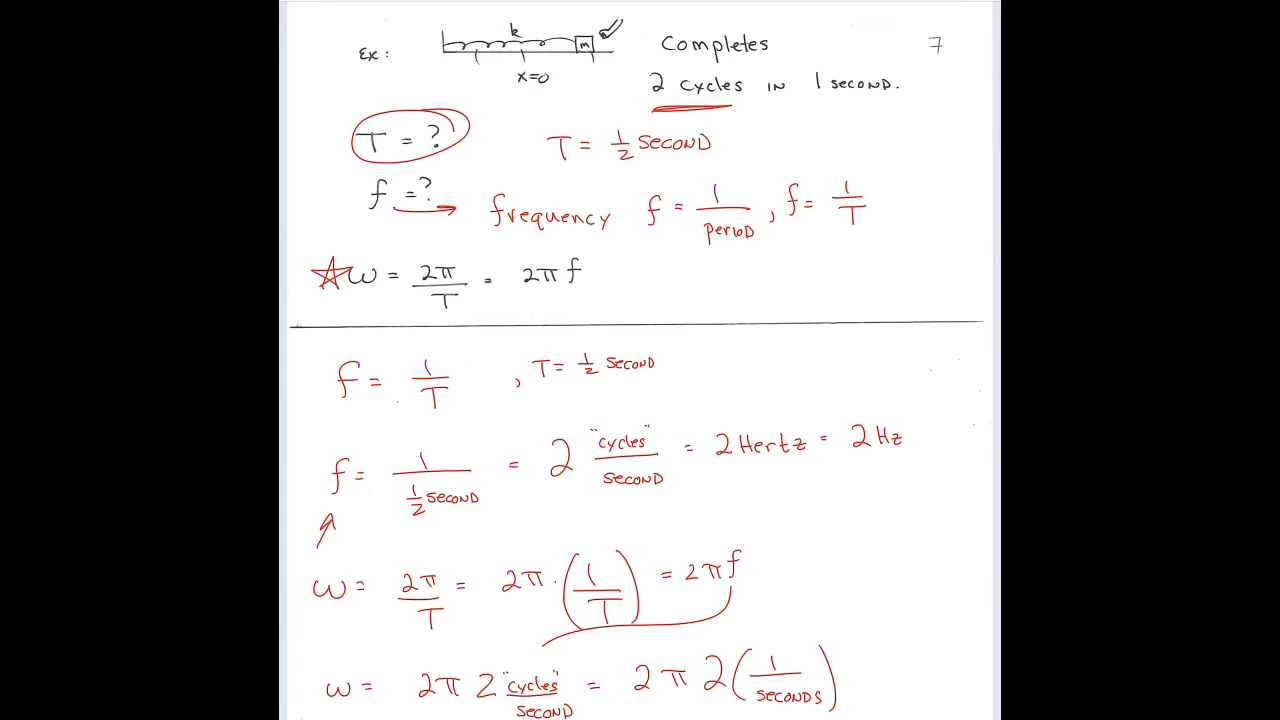 Ex: k m x=0 Completes 7
2 cycles in 1 second.
T = ? T = 1/2 second
f = ? frequency f = 1/period , f = 1/T
ω = 2π/T = 2π f
f = 1/T , T = 1/2 second
f = 1/(1/2 second) = 2 "cycles"/second = 2 Hertz = 2 Hz
ω = 2π/T = 2π · (1/T) = 2π f
ω = 2π 2 "cycles"/second = 2π 2 (1/seconds)